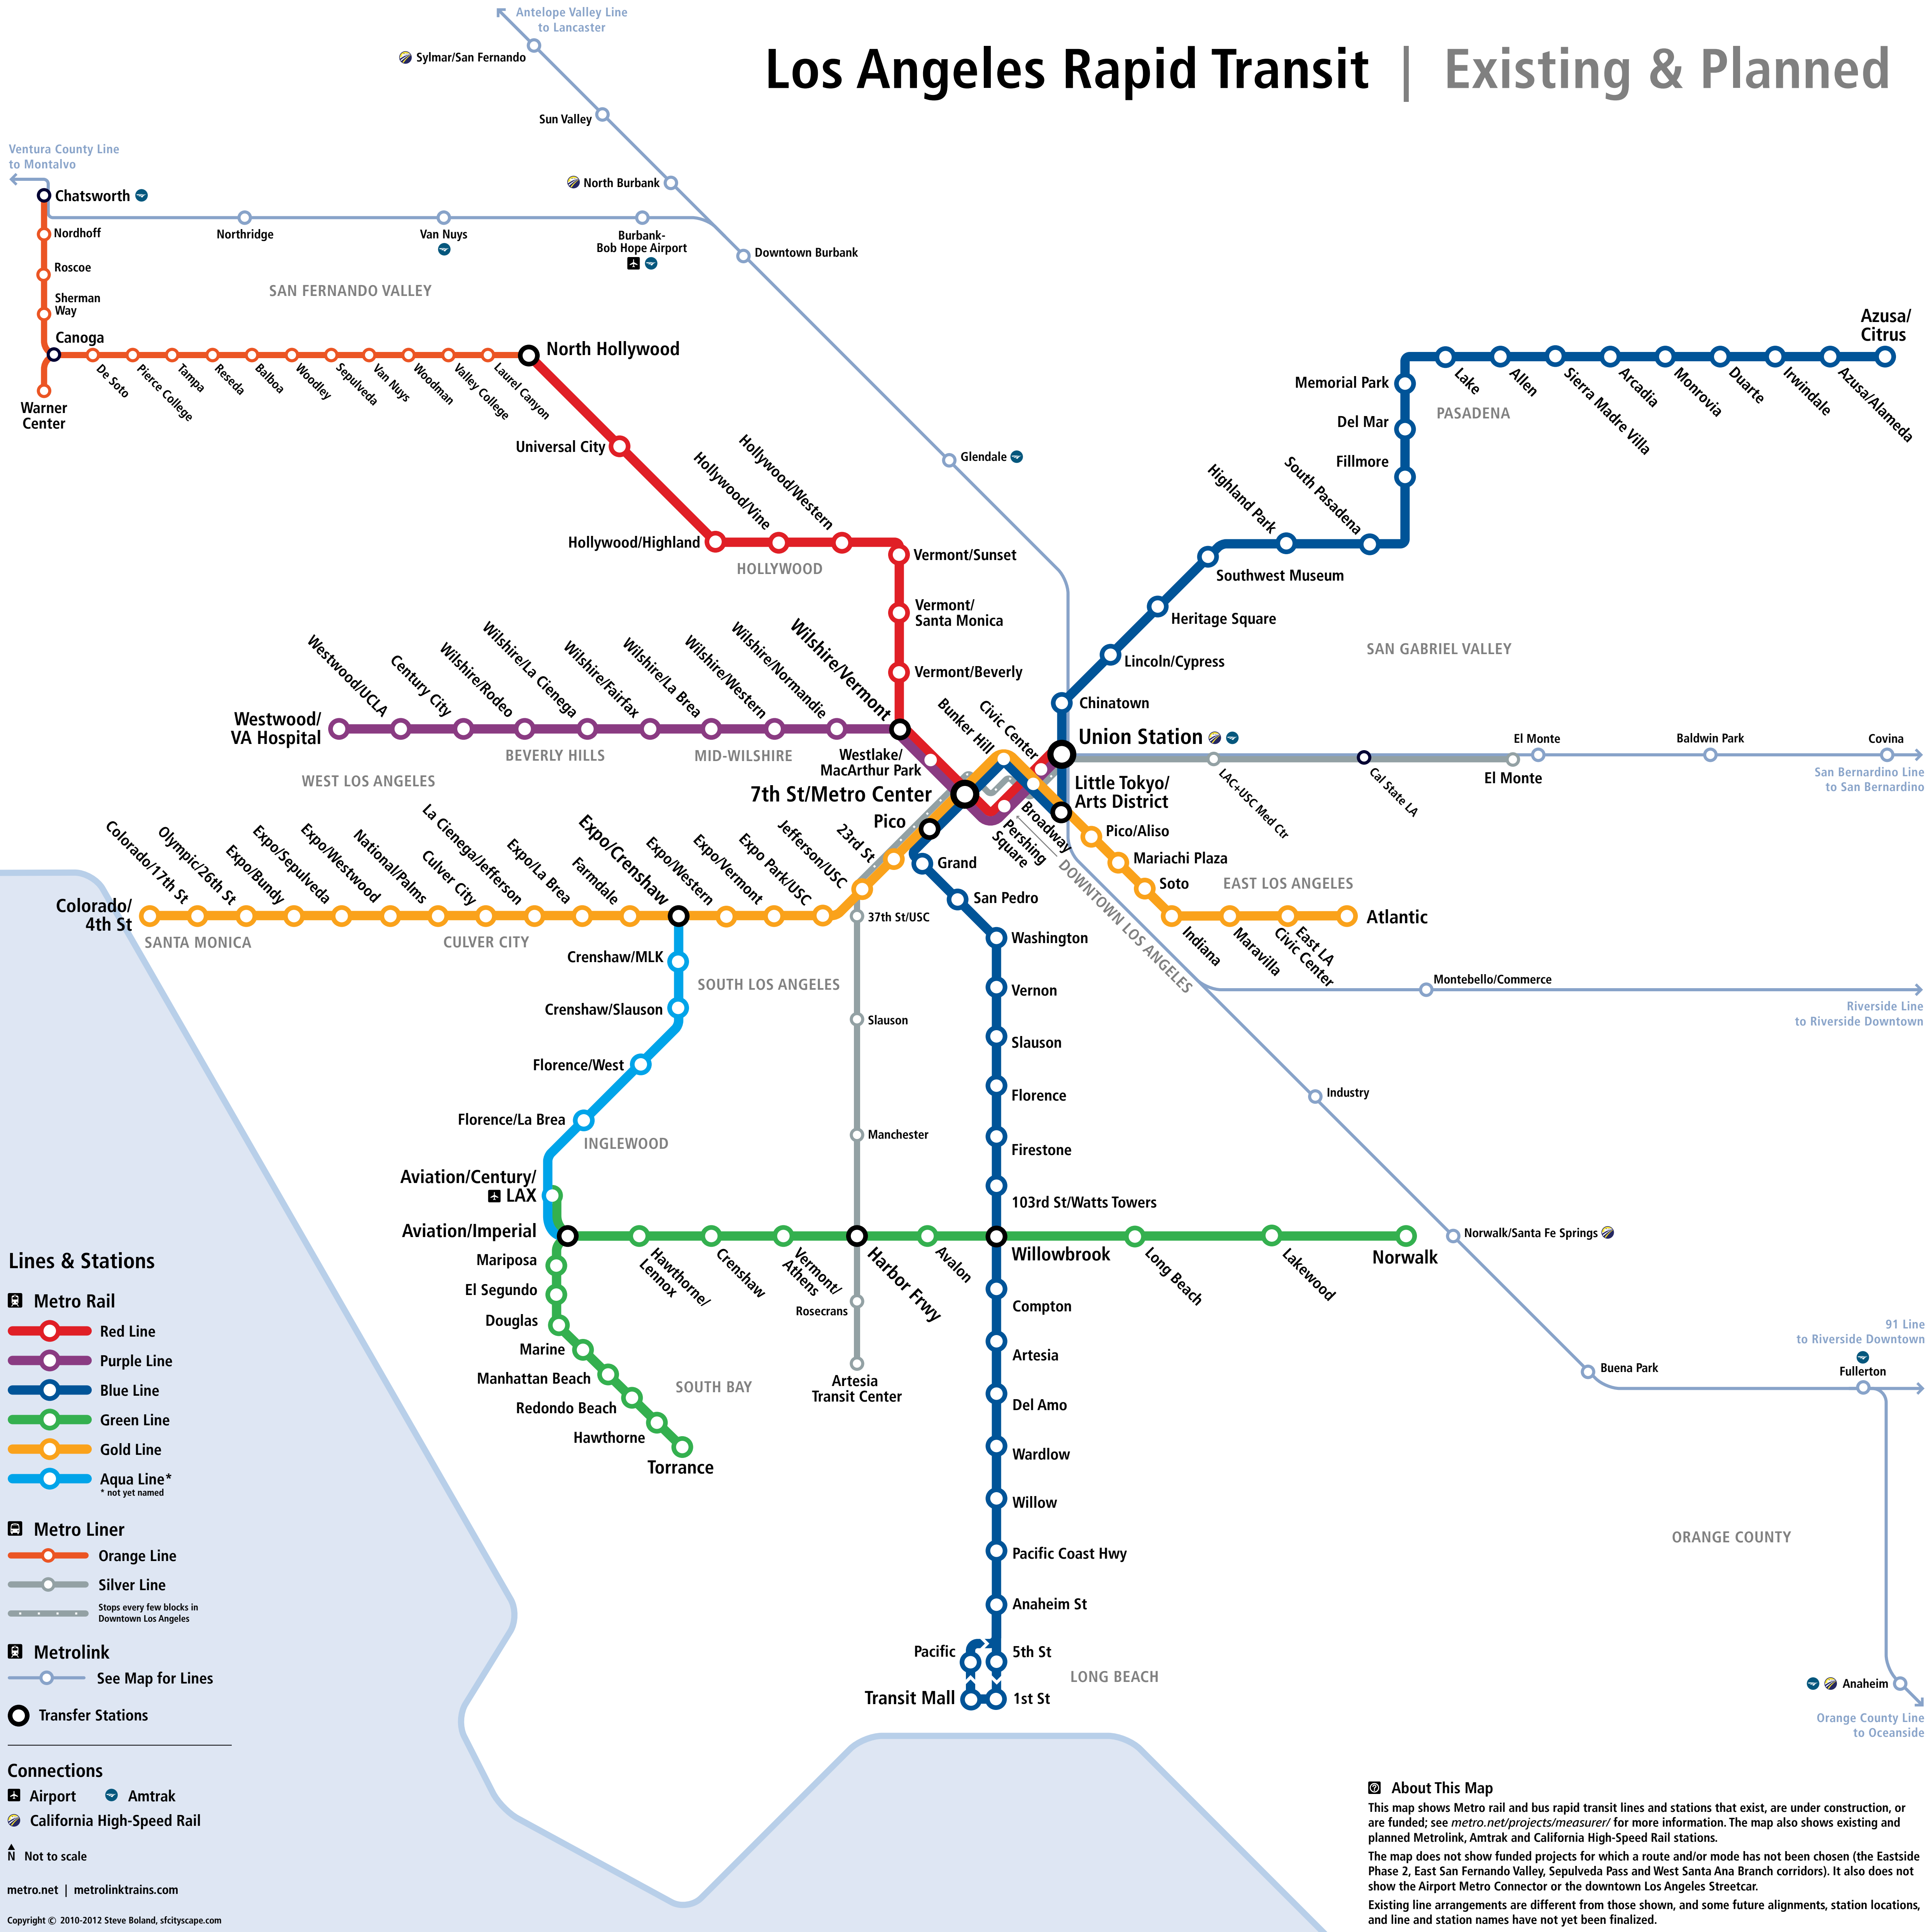 Los Angeles Rapid Transit | Existing & Planned
Antelope Valley Line
to Lancaster
Sylmar/San Fernando
Sun Valley
North Burbank
Ventura County Line
to Montalvo
Chatsworth
Nordhoff
Roscoe
Sherman
Way
Canoga
Warner
Center
Northridge
Van Nuys
Burbank-
Bob Hope Airport
Downtown Burbank
SAN FERNANDO VALLEY
De Soto
Pierce College
Tampa
Reseda
Balboa
Woodley
Sepulveda
Van Nuys
Woodman
Valley College
Laurel Canyon
North Hollywood
Universal City
Hollywood/Highland
Hollywood/Vine
Hollywood/Western
HOLLYWOOD
Vermont/Sunset
Vermont/
Santa Monica
Vermont/Beverly
Glendale
Azusa/
Citrus
Memorial Park
Del Mar
Fillmore
PASADENA
Lake
Allen
Sierra Madre Villa
Arcadia
Monrovia
Duarte
Irwindale
Azusa/Alameda
Highland Park
South Pasadena
Southwest Museum
Heritage Square
Lincoln/Cypress
Chinatown
SAN GABRIEL VALLEY
Westwood/
VA Hospital
Westwood/UCLA
Century City
Wilshire/Rodeo
Wilshire/La Cienega
Wilshire/Fairfax
Wilshire/La Brea
Wilshire/Western
Wilshire/Normandie
Wilshire/Vermont
BEVERLY HILLS
MID-WILSHIRE
WEST LOS ANGELES
Westlake/
MacArthur Park
7th St/Metro Center
Pico
Bunker Hill
Civic Center
Union Station
Little Tokyo/
Arts District
Broadway
Pershing
Square
DOWNTOWN LOS ANGELES
LAC+USC Med Ctr
Cal State LA
El Monte
El Monte
Baldwin Park
Covina
San Bernardino Line
to San Bernardino
Pico/Aliso
Mariachi Plaza
Soto
EAST LOS ANGELES
Indiana
Maravilla
East LA
Civic Center
Atlantic
Colorado/
4th St
Colorado/17th St
Olympic/26th St
Expo/Bundy
Expo/Sepulveda
Expo/Westwood
National/Palms
Culver City
La Cienega/Jefferson
Expo/La Brea
Farmdale
Expo/Crenshaw
Expo/Western
Expo/Vermont
Expo Park/USC
Jefferson/USC
23rd St
SANTA MONICA
CULVER CITY
Grand
San Pedro
Washington
Vernon
Slauson
Florence
Firestone
103rd St/Watts Towers
Willowbrook
Compton
Artesia
Del Amo
Wardlow
Willow
Pacific Coast Hwy
Anaheim St
5th St
1st St
Pacific
Transit Mall
LONG BEACH
37th St/USC
Slauson
Manchester
Harbor Frwy
Rosecrans
Artesia
Transit Center
Crenshaw/MLK
SOUTH LOS ANGELES
Crenshaw/Slauson
Florence/West
Florence/La Brea
INGLEWOOD
Aviation/Century/
LAX
Aviation/Imperial
Mariposa
El Segundo
Douglas
Marine
Manhattan Beach
Redondo Beach
Hawthorne
Torrance
SOUTH BAY
Hawthorne/
Lennox
Crenshaw
Vermont/
Athens
Avalon
Long Beach
Lakewood
Norwalk
Montebello/Commerce
Riverside Line
to Riverside Downtown
Industry
Norwalk/Santa Fe Springs
Buena Park
91 Line
to Riverside Downtown
Fullerton
ORANGE COUNTY
Anaheim
Orange County Line
to Oceanside
Lines & Stations
Metro Rail
Red Line
Purple Line
Blue Line
Green Line
Gold Line
Aqua Line*
* not yet named
Metro Liner
Orange Line
Silver Line
Stops every few blocks in
Downtown Los Angeles
Metrolink
See Map for Lines
Transfer Stations
Connections
Airport
Amtrak
California High-Speed Rail
N
Not to scale
metro.net | metrolinktrains.com
Copyright © 2010-2012 Steve Boland, sfcityscape.com
About This Map
This map shows Metro rail and bus rapid transit lines and stations that exist, are under construction, or
are funded; see metro.net/projects/measurer/ for more information. The map also shows existing and
planned Metrolink, Amtrak and California High-Speed Rail stations.
The map does not show funded projects for which a route and/or mode has not been chosen (the Eastside
Phase 2, East San Fernando Valley, Sepulveda Pass and West Santa Ana Branch corridors). It also does not
show the Airport Metro Connector or the downtown Los Angeles Streetcar.
Existing line arrangements are different from those shown, and some future alignments, station locations,
and line and station names have not yet been finalized.